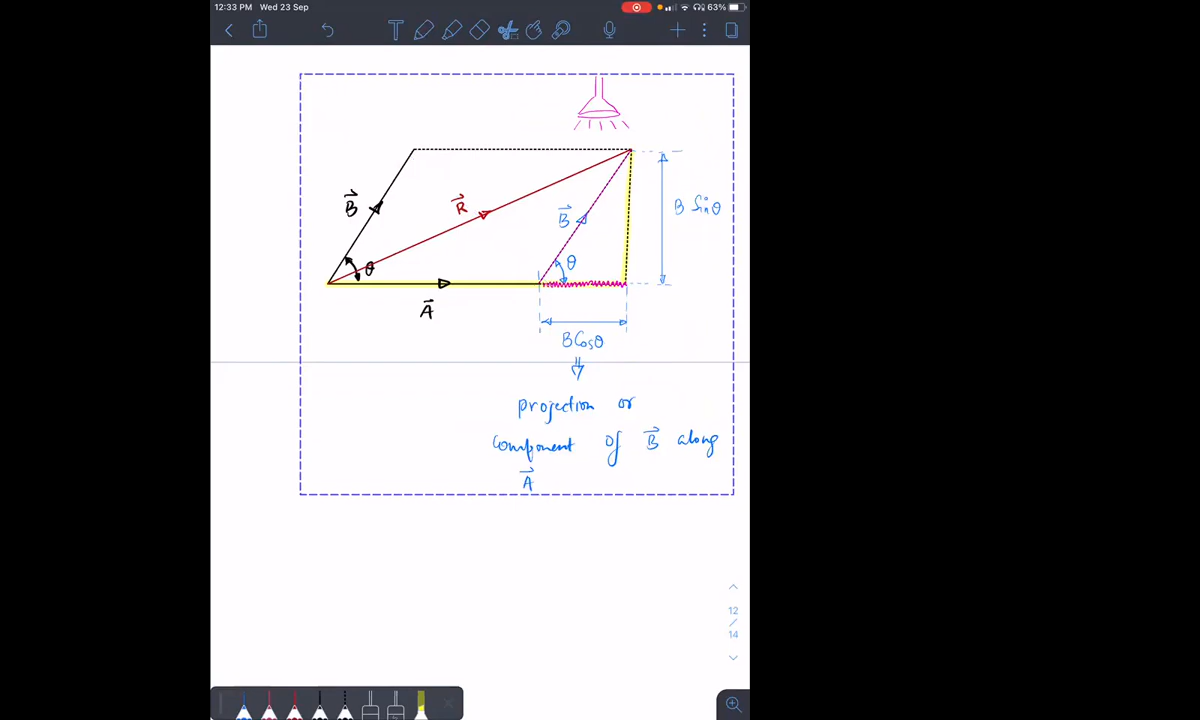 12:33 PM Wed 23 Sep
63%
T
B
R
B
B Sinθ
θ
θ
A
BCosθ
projection or
component of B along
A
12
/
14